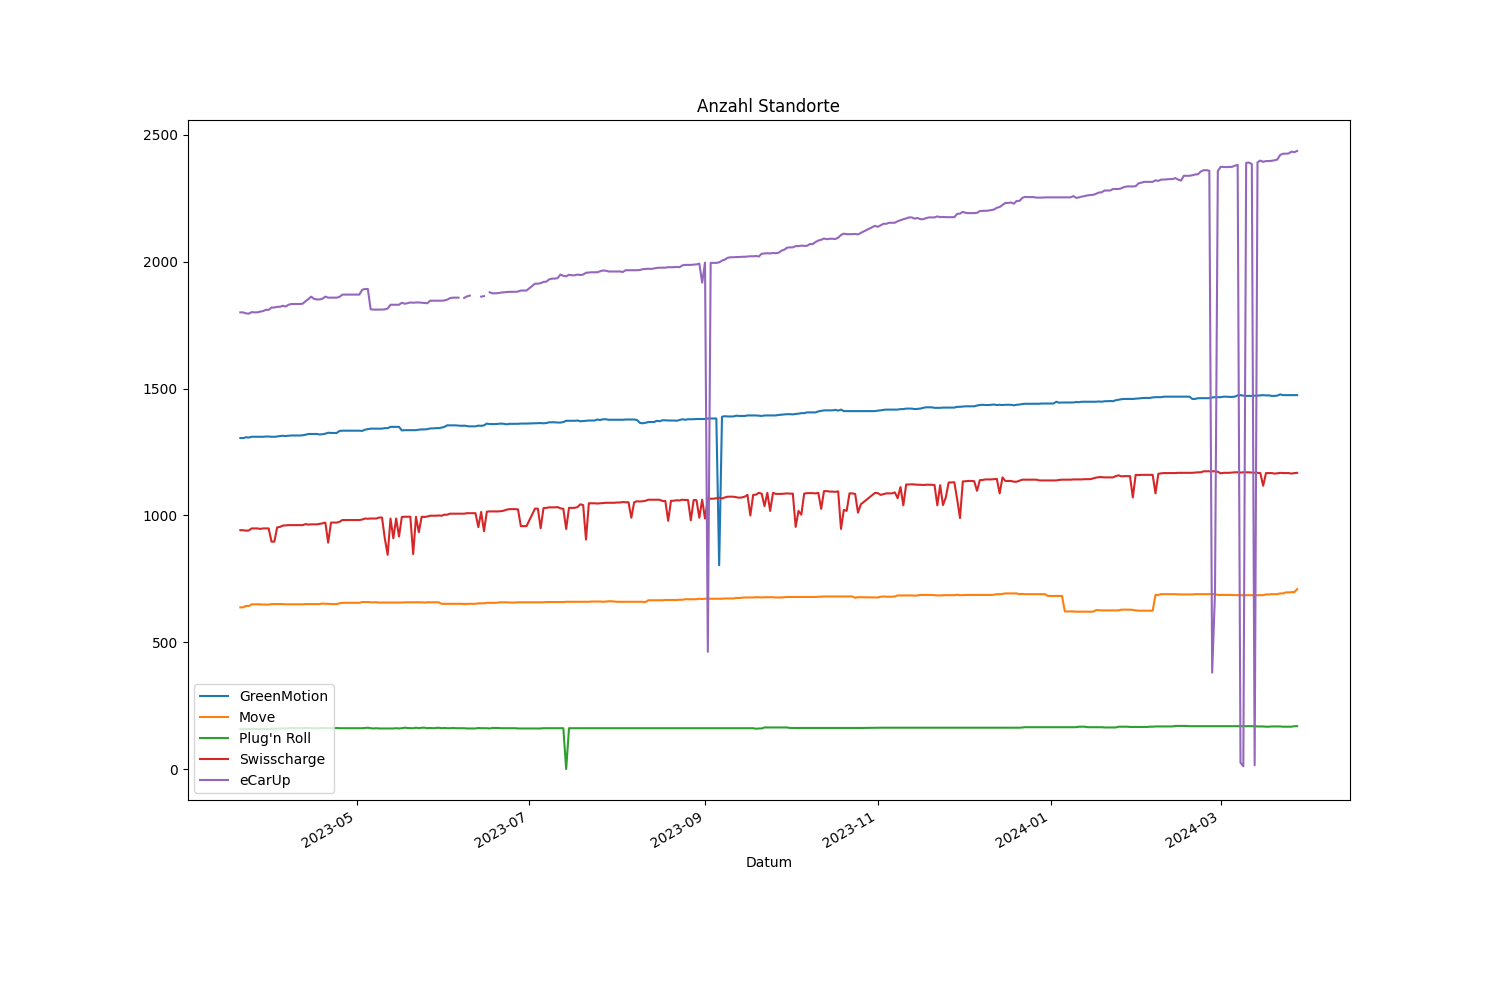 Anzahl Standorte
2500
2000
1500
1000
500
0
GreenMotion
Move
Plug'n Roll
Swisscharge
eCarUp
2023-05
2023-07
2023-09
2023-11
2024-01
2024-03
Datum